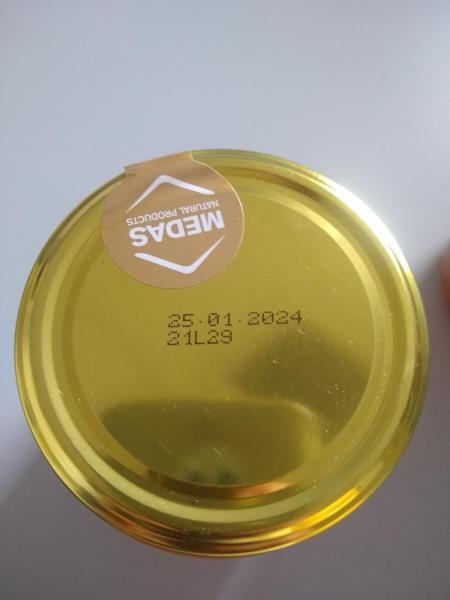 MEDAS
NATURAL PRODUCTS
25.01.2024
21L29